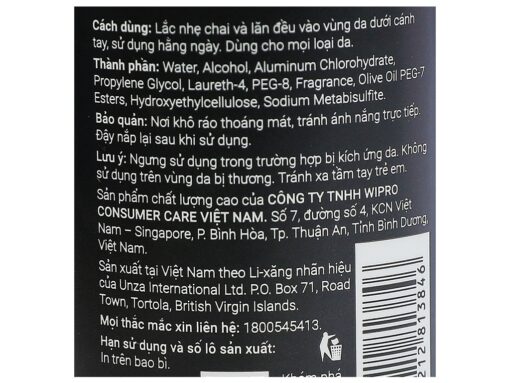 Cách dùng: Lắc nhẹ chai và lăn đều vào vùng da dưới cánh
tay, sử dụng hằng ngày. Dùng cho mọi loại da.
Thành phần: Water, Alcohol, Aluminum Chlorohydrate,
Propylene Glycol, Laureth-4, PEG-8, Fragrance, Olive Oil PEG-7
Esters, Hydroxyethylcellulose, Sodium Metabisulfite.
Bảo quản: Nơi khô ráo thoáng mát, tránh ánh nắng trực tiếp.
Đậy nắp lại sau khi sử dụng.
Lưu ý: Ngưng sử dụng trong trường hợp bị kích ứng da. Không
sử dụng trên vùng da bị thương. Tránh xa tầm tay trẻ em.
Sản phẩm chất lượng cao của CÔNG TY TNHH WIPRO
CONSUMER CARE VIỆT NAM. Số 7, đường số 4, KCN Việt
Nam – Singapore, P. Bình Hòa, Tp. Thuận An, Tỉnh Bình Dương,
Việt Nam.
Sản xuất tại Việt Nam theo Li-xăng nhãn hiệu
của Unza International Ltd. P.O. Box 71, Road
Town, Tortola, British Virgin Islands.
Mọi thắc mắc xin liên hệ: 1800545413.
Hạn sử dụng và số lô sản xuất:
In trên bao bì.
Khám phá
212813846